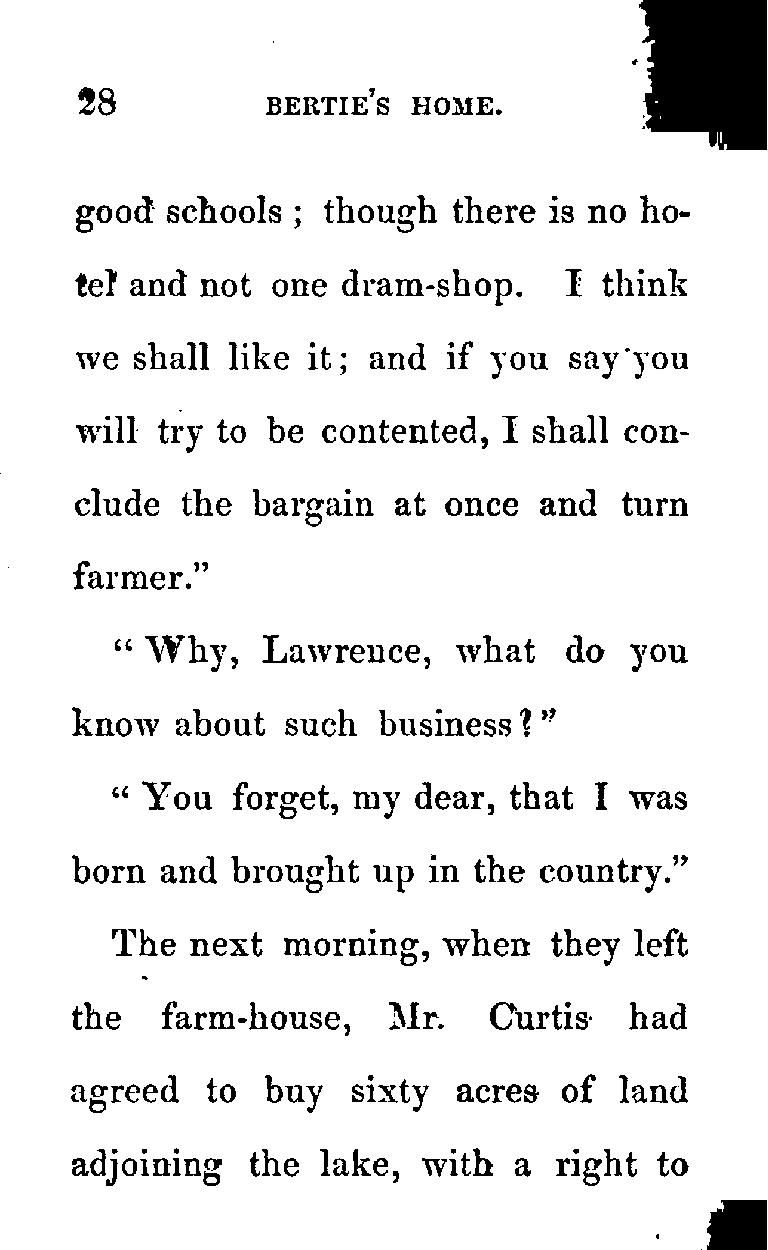 28 BERTIE'S HOME.
good schools ; though there is no ho-
tel and not one dram-shop. I think
we shall like it; and if you say you
will try to be contented, I shall con-
clude the bargain at once and turn
farmer."
" Why, Lawrence, what do you
know about such business?"
" You forget, my dear, that I was
born and brought up in the country."
The next morning, when they left
the farm-house, Mr. Curtis had
agreed to buy sixty acres of land
adjoining the lake, with a right to